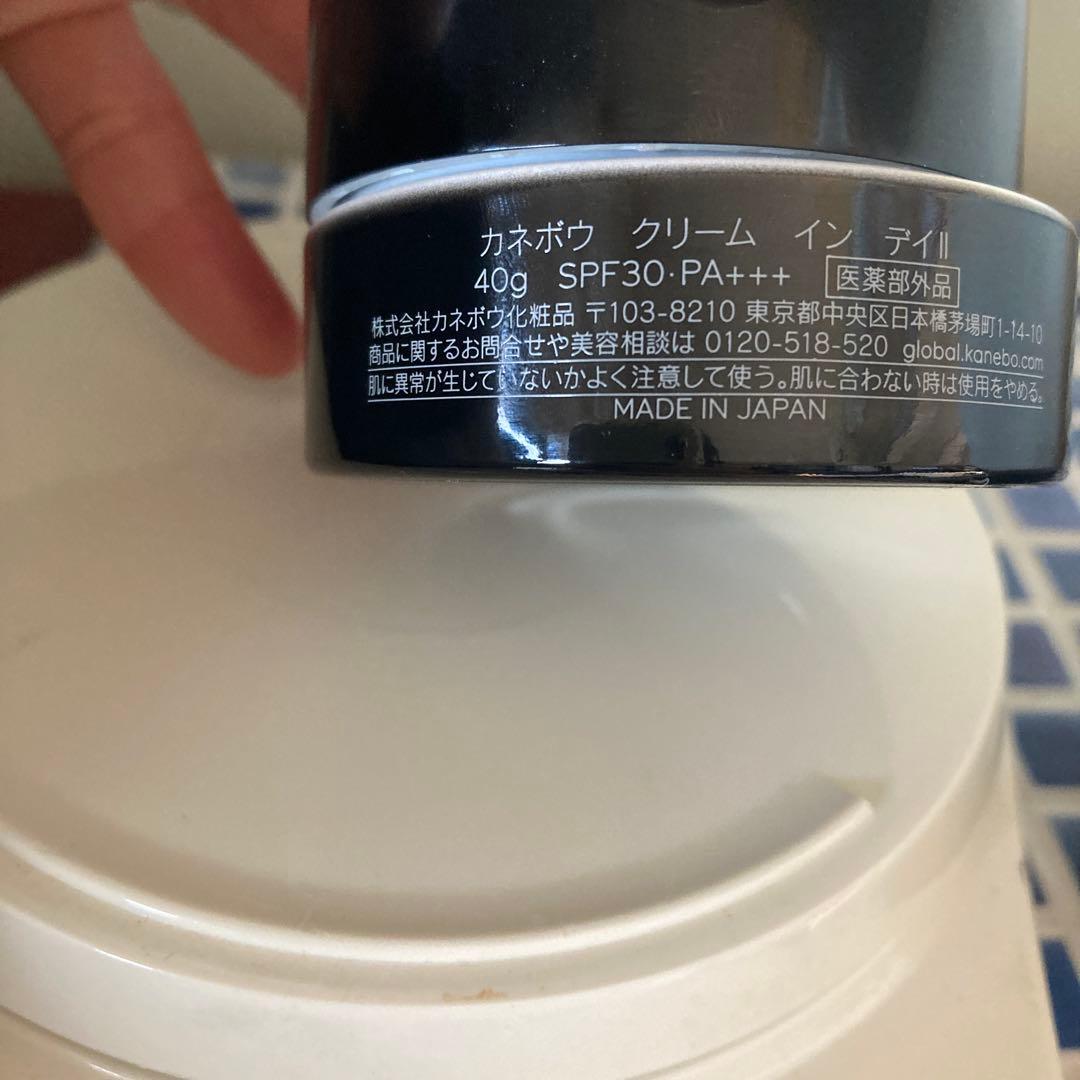 カネボウ クリーム イン デイⅡ
40g SPF30・PA+++ 医薬部外品
株式会社カネボウ化粧品 〒103-8210 東京都中央区日本橋茅場町1-14-10
商品に関するお問合せや美容相談は 0120-518-520 global.kanebo.com
肌に異常が生じていないかよく注意して使う。肌に合わない時は使用をやめる。
MADE IN JAPAN